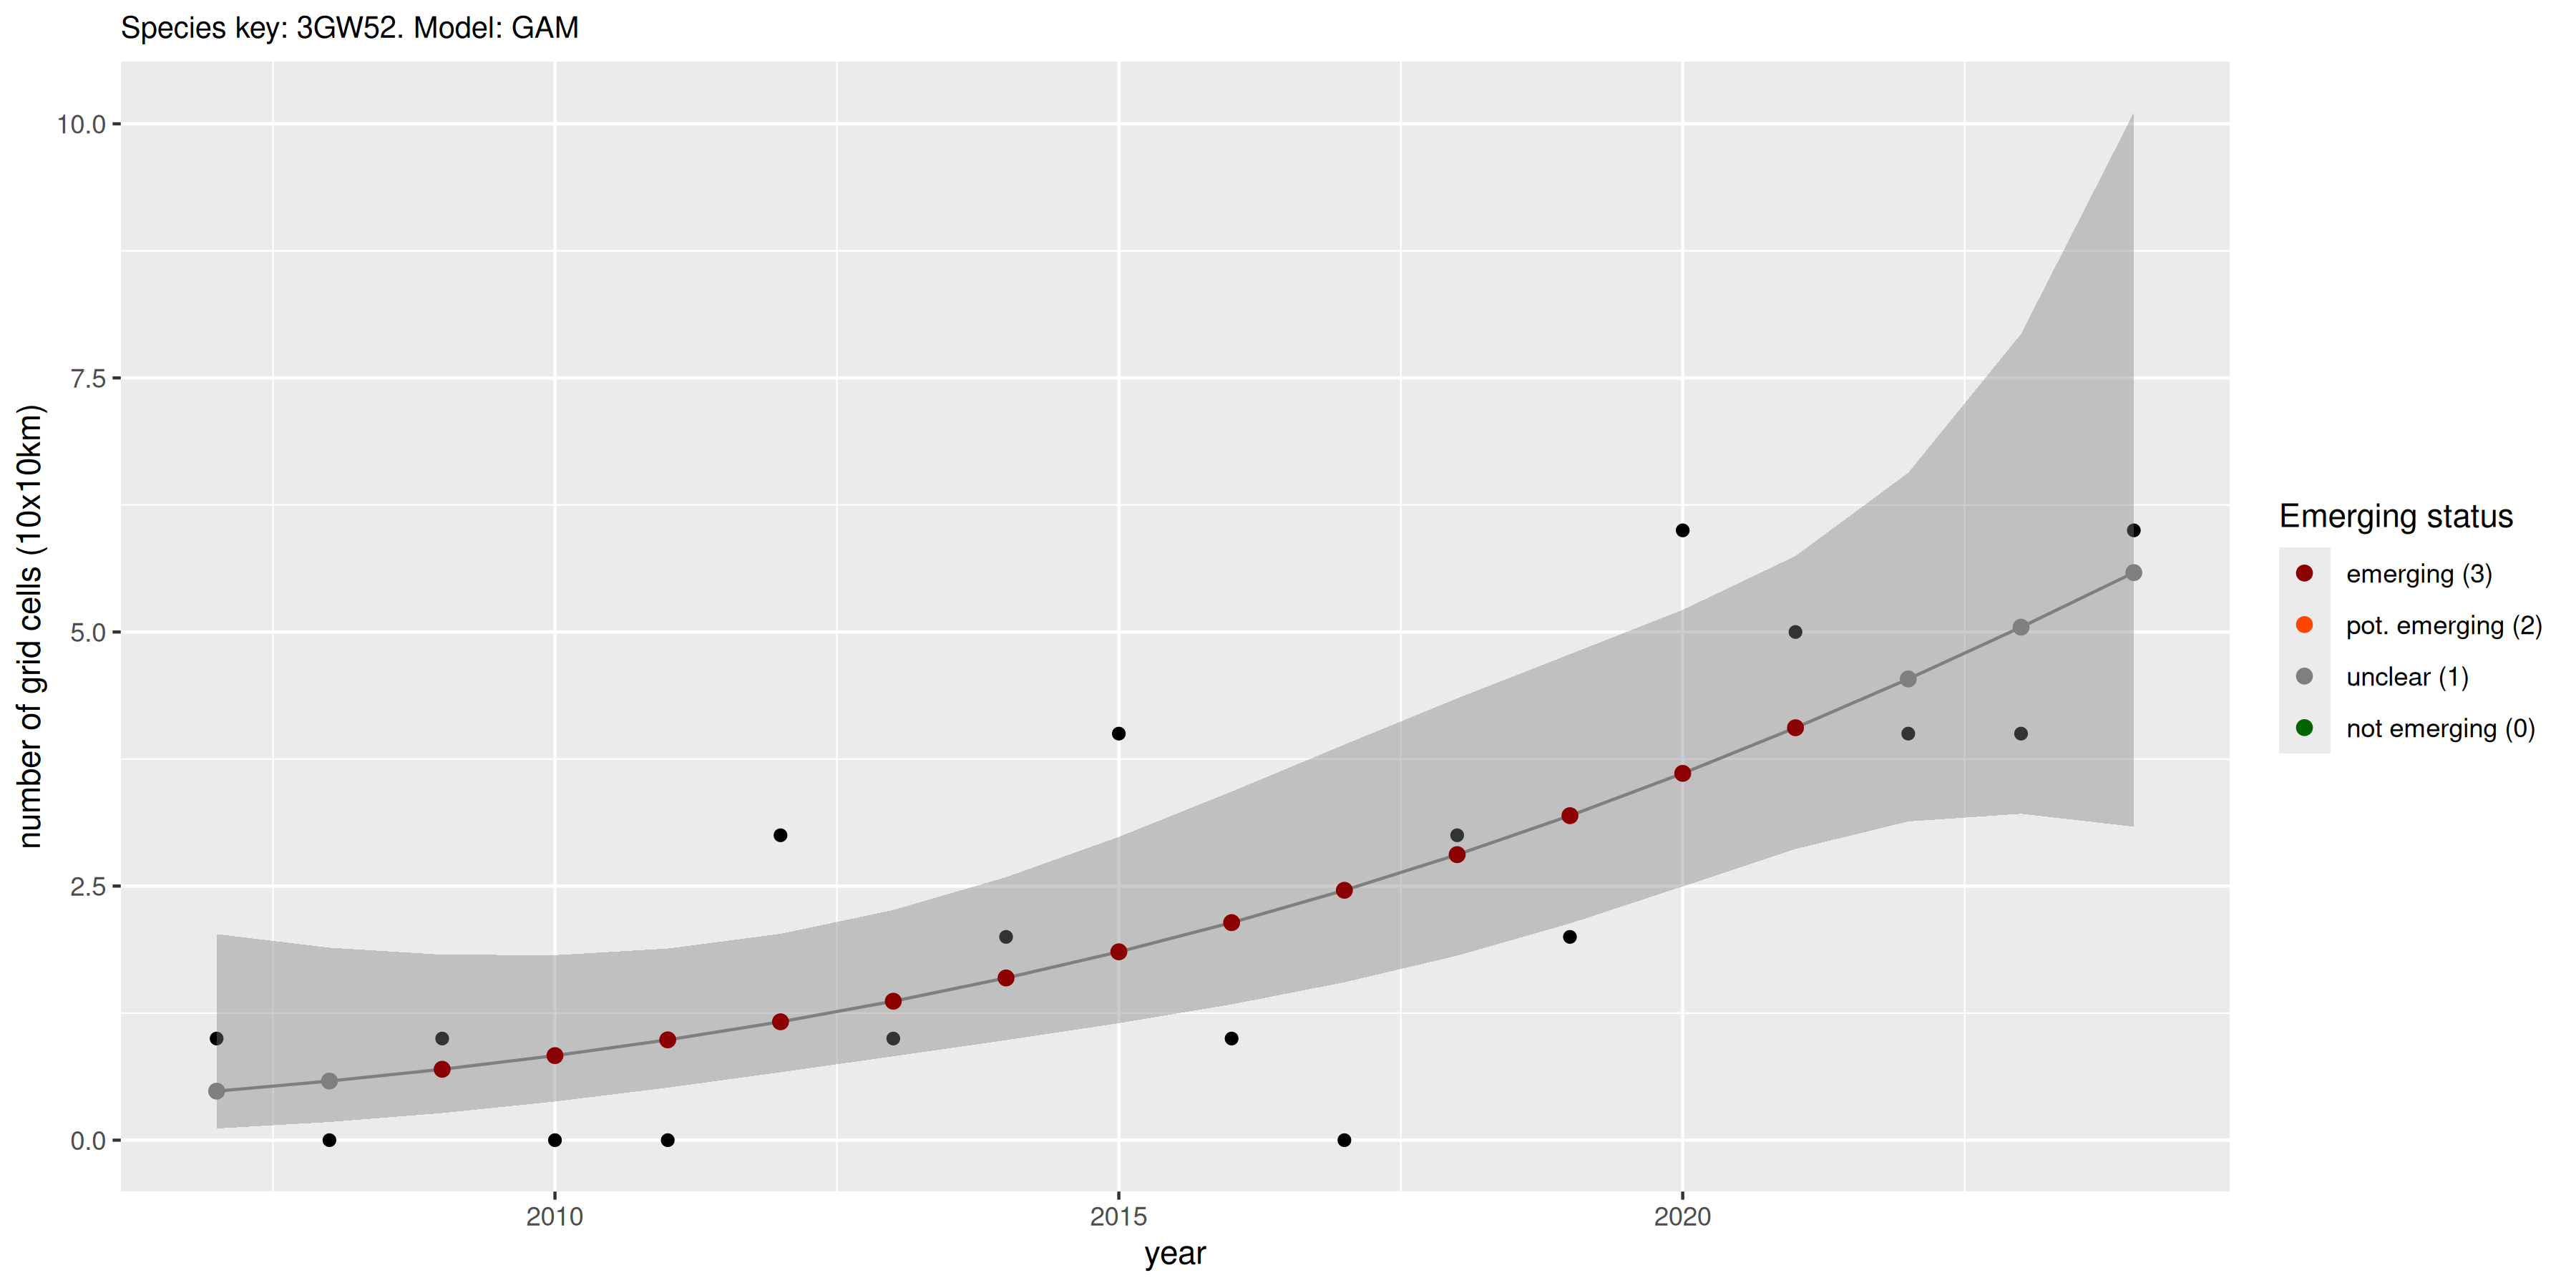 Species key: 3GW52. Model: GAM
10.0
7.5
5.0
2.5
0.0
number of grid cells (10x10km)
2010
2015
2020
year
Emerging status
emerging (3)
pot. emerging (2)
unclear (1)
not emerging (0)